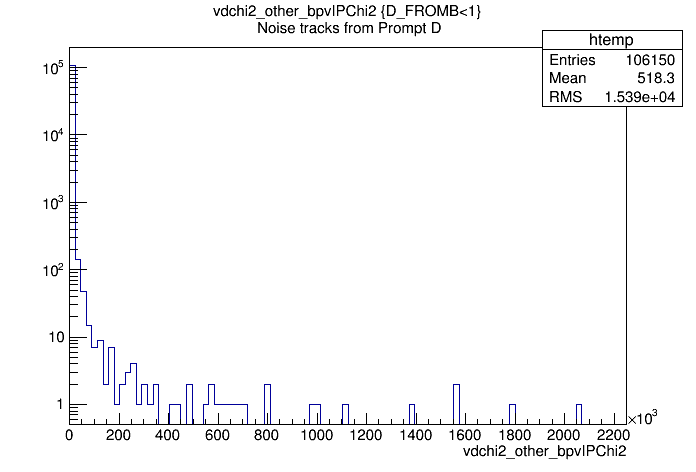 vdchi2_other_bpvIPChi2 {D_FROMB<1}
Noise tracks from Prompt D
htemp
Entries 106150
Mean 518.3
RMS 1.539e+04
10^5
10^4
10^3
10^2
10
1
0 200 400 600 800 1000 1200 1400 1600 1800 2000 2200
×10^3
vdchi2_other_bpvIPChi2